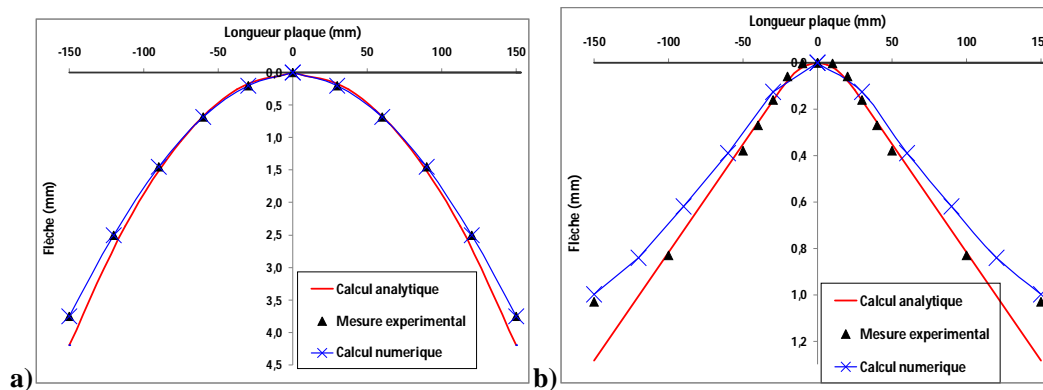 Longueur plaque (mm)
-150 -100 -50 0 50 100 150
0,0
0,5
1,0
1,5
2,0
2,5
3,0
3,5
4,0
4,5
Flèche (mm)
Calcul analytique
Mesure experimental
Calcul numerique
a)
Longueur plaque (mm)
-150 -100 -50 0 50 100 150
0,0
0,2
0,4
0,6
0,8
1,0
1,2
Flèche (mm)
Calcul analytique
Mesure experimental
Calcul numerique
b)